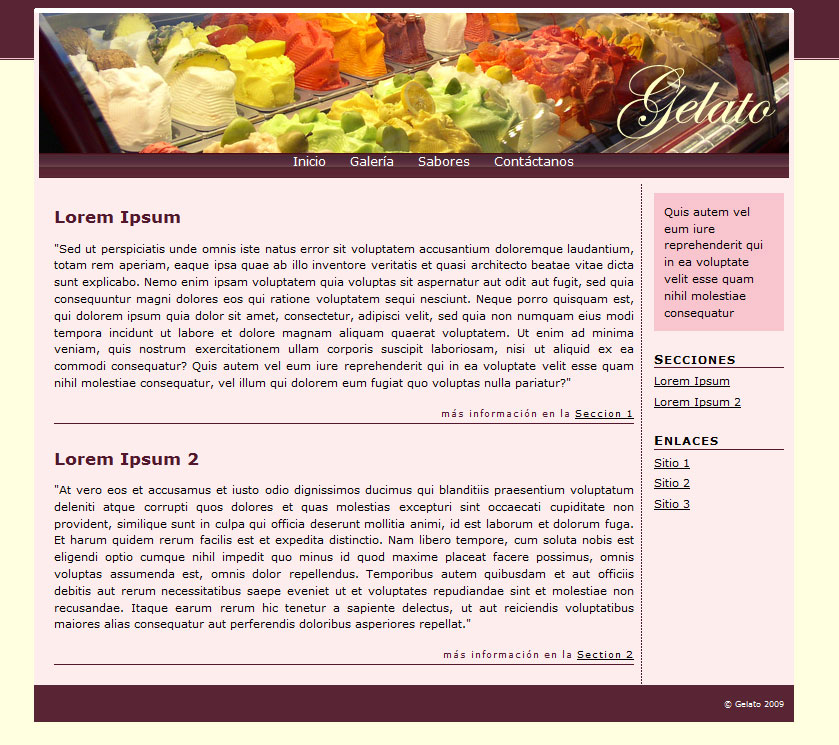 Gelato
Inicio Galería Sabores Contáctanos
Lorem Ipsum
"Sed ut perspiciatis unde omnis iste natus error sit voluptatem accusantium doloremque laudantium,
totam rem aperiam, eaque ipsa quae ab illo inventore veritatis et quasi architecto beatae vitae dicta
sunt explicabo. Nemo enim ipsam voluptatem quia voluptas sit aspernatur aut odit aut fugit, sed quia
consequuntur magni dolores eos qui ratione voluptatem sequi nesciunt. Neque porro quisquam est,
qui dolorem ipsum quia dolor sit amet, consectetur, adipisci velit, sed quia non numquam eius modi
tempora incidunt ut labore et dolore magnam aliquam quaerat voluptatem. Ut enim ad minima
veniam, quis nostrum exercitationem ullam corporis suscipit laboriosam, nisi ut aliquid ex ea
commodi consequatur? Quis autem vel eum iure reprehenderit qui in ea voluptate velit esse quam
nihil molestiae consequatur, vel illum qui dolorem eum fugiat quo voluptas nulla pariatur?"
más información en la Seccion 1
Lorem Ipsum 2
"At vero eos et accusamus et iusto odio dignissimos ducimus qui blanditiis praesentium voluptatum
deleniti atque corrupti quos dolores et quas molestias excepturi sint occaecati cupiditate non
provident, similique sunt in culpa qui officia deserunt mollitia animi, id est laborum et dolorum fuga.
Et harum quidem rerum facilis est et expedita distinctio. Nam libero tempore, cum soluta nobis est
eligendi optio cumque nihil impedit quo minus id quod maxime placeat facere possimus, omnis
voluptas assumenda est, omnis dolor repellendus. Temporibus autem quibusdam et aut officiis
debitis aut rerum necessitatibus saepe eveniet ut et voluptates repudiandae sint et molestiae non
recusandae. Itaque earum rerum hic tenetur a sapiente delectus, ut aut reiciendis voluptatibus
maiores alias consequatur aut perferendis doloribus asperiores repellat."
más información en la Section 2
Quis autem vel
eum iure
reprehenderit qui
in ea voluptate
velit esse quam
nihil molestiae
consequatur
SECCIONES
Lorem Ipsum
Lorem Ipsum 2
ENLACES
Sitio 1
Sitio 2
Sitio 3
© Gelato 2009